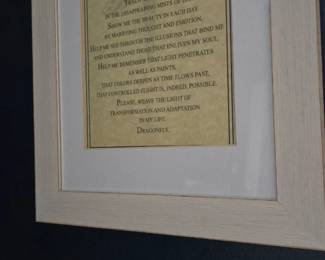 IN THE DISAPPEARING MISTS OF
SHOW ME THE BEAUTY IN EACH DAY
BY MARRYING THOUGHT AND EMOTION.
HELP ME SEE THROUGH THE ILLUSIONS THAT BIND ME
AND UNDERSTAND THOSE THAT ENLIVEN MY SOUL.
HELP ME REMEMBER THAT LIGHT PENETRATES
AS WELL AS PAINTS,
THAT COLORS DEEPEN AS TIME FLOWS PAST,
THAT CONTROLLED FLIGHT IS, INDEED, POSSIBLE.
PLEASE, WEAVE THE LIGHT OF
TRANSFORMATION AND ADAPTATION
IN MY LIFE,
DRAGONFLY.